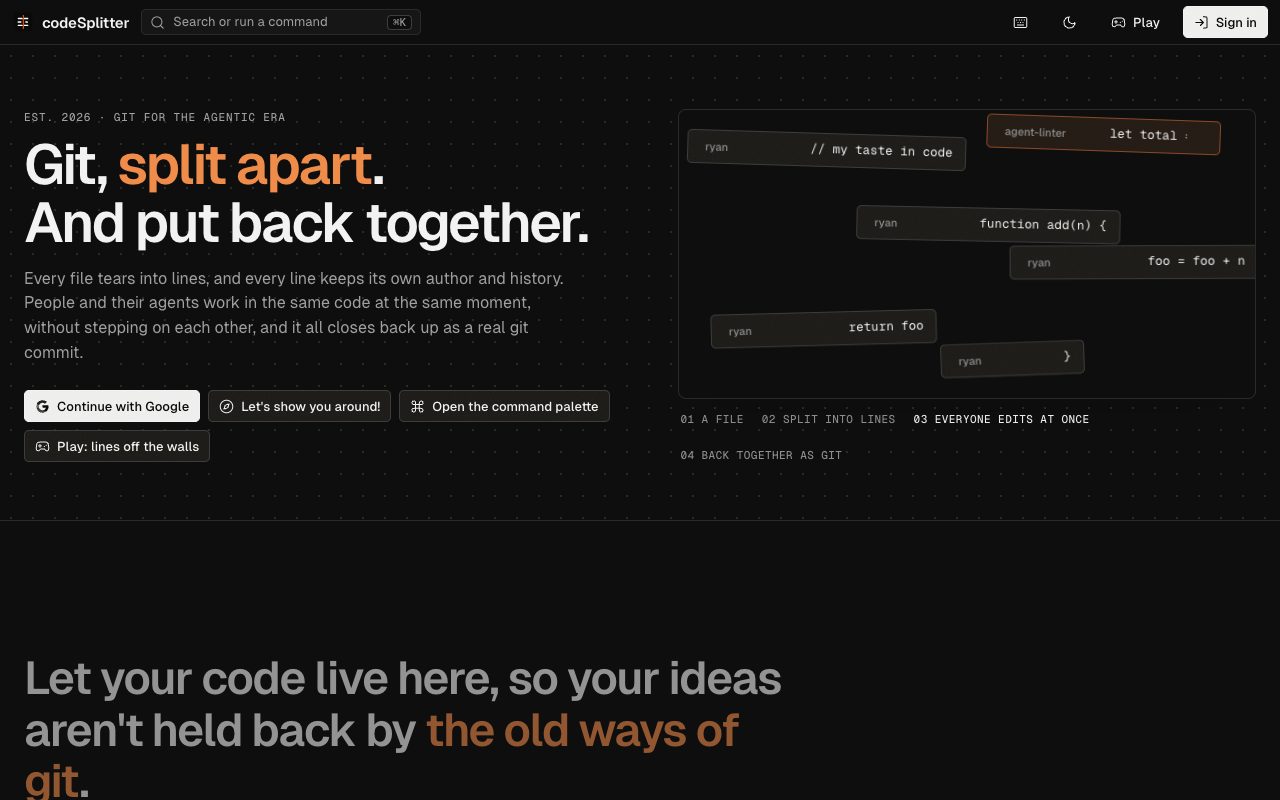 codeSplitter
Search or run a command
⌘K
Play
Sign in
EST. 2026 · GIT FOR THE AGENTIC ERA
Git, split apart.
And put back together.
Every file tears into lines, and every line keeps its own author and history.
People and their agents work in the same code at the same moment,
without stepping on each other, and it all closes back up as a real git
commit.
Continue with Google
Let's show you around!
Open the command palette
Play: lines off the walls
ryan // my taste in code
agent-linter let total :
ryan function add(n) {
ryan foo = foo + n
ryan return foo
ryan }
01 A FILE
02 SPLIT INTO LINES
03 EVERYONE EDITS AT ONCE
04 BACK TOGETHER AS GIT
Let your code live here, so your ideas
aren't held back by the old ways of
git.